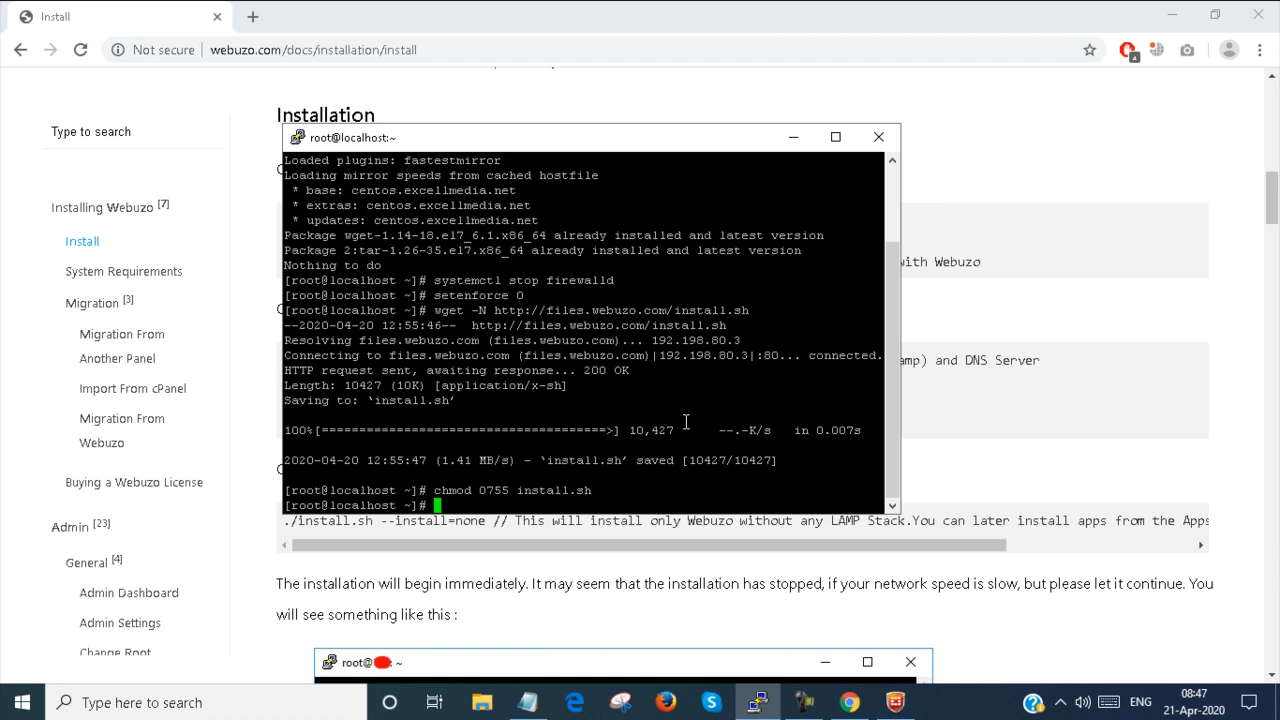 Install
Not secure
webuzo.com/docs/installation/install
4
Type to search
Installing Webuzo [7]
Install
System Requirements
Migration [3]
Migration From
Another Panel
Import From cPanel
Migration From
Webuzo
Buying a Webuzo License
Admin [23]
General [4]
Admin Dashboard
Admin Settings
Change Root
Installation
with Webuzo
amp) and DNS Server
root@localhost:~
Loaded plugins: fastestmirror
Loading mirror speeds from cached hostfile
* base: centos.excellmedia.net
* extras: centos.excellmedia.net
* updates: centos.excellmedia.net
Package wget-1.14-18.el7_6.1.x86_64 already installed and latest version
Package 2:tar-1.26-35.el7.x86_64 already installed and latest version
Nothing to do
[root@localhost ~]# systemctl stop firewalld
[root@localhost ~]# setenforce 0
[root@localhost ~]# wget -N http://files.webuzo.com/install.sh
--2020-04-20 12:55:46--  http://files.webuzo.com/install.sh
Resolving files.webuzo.com (files.webuzo.com)... 192.198.80.3
Connecting to files.webuzo.com (files.webuzo.com)|192.198.80.3|:80... connected.
HTTP request sent, awaiting response... 200 OK
Length: 10427 (10K) [application/x-sh]
Saving to: ‘install.sh’
100%[=====================================>] 10,427 --.-K/s in 0.007s
2020-04-20 12:55:47 (1.41 MB/s) - ‘install.sh’ saved [10427/10427]
[root@localhost ~]# chmod 0755 install.sh
[root@localhost ~]#
./install.sh --install=none // This will install only Webuzo without any LAMP Stack.You can later install apps from the Apps
The installation will begin immediately. It may seem that the installation has stopped, if your network speed is slow, but please let it continue. You
will see something like this :
root@ : ~
Type here to search
ENG
08:47
21-Apr-2020